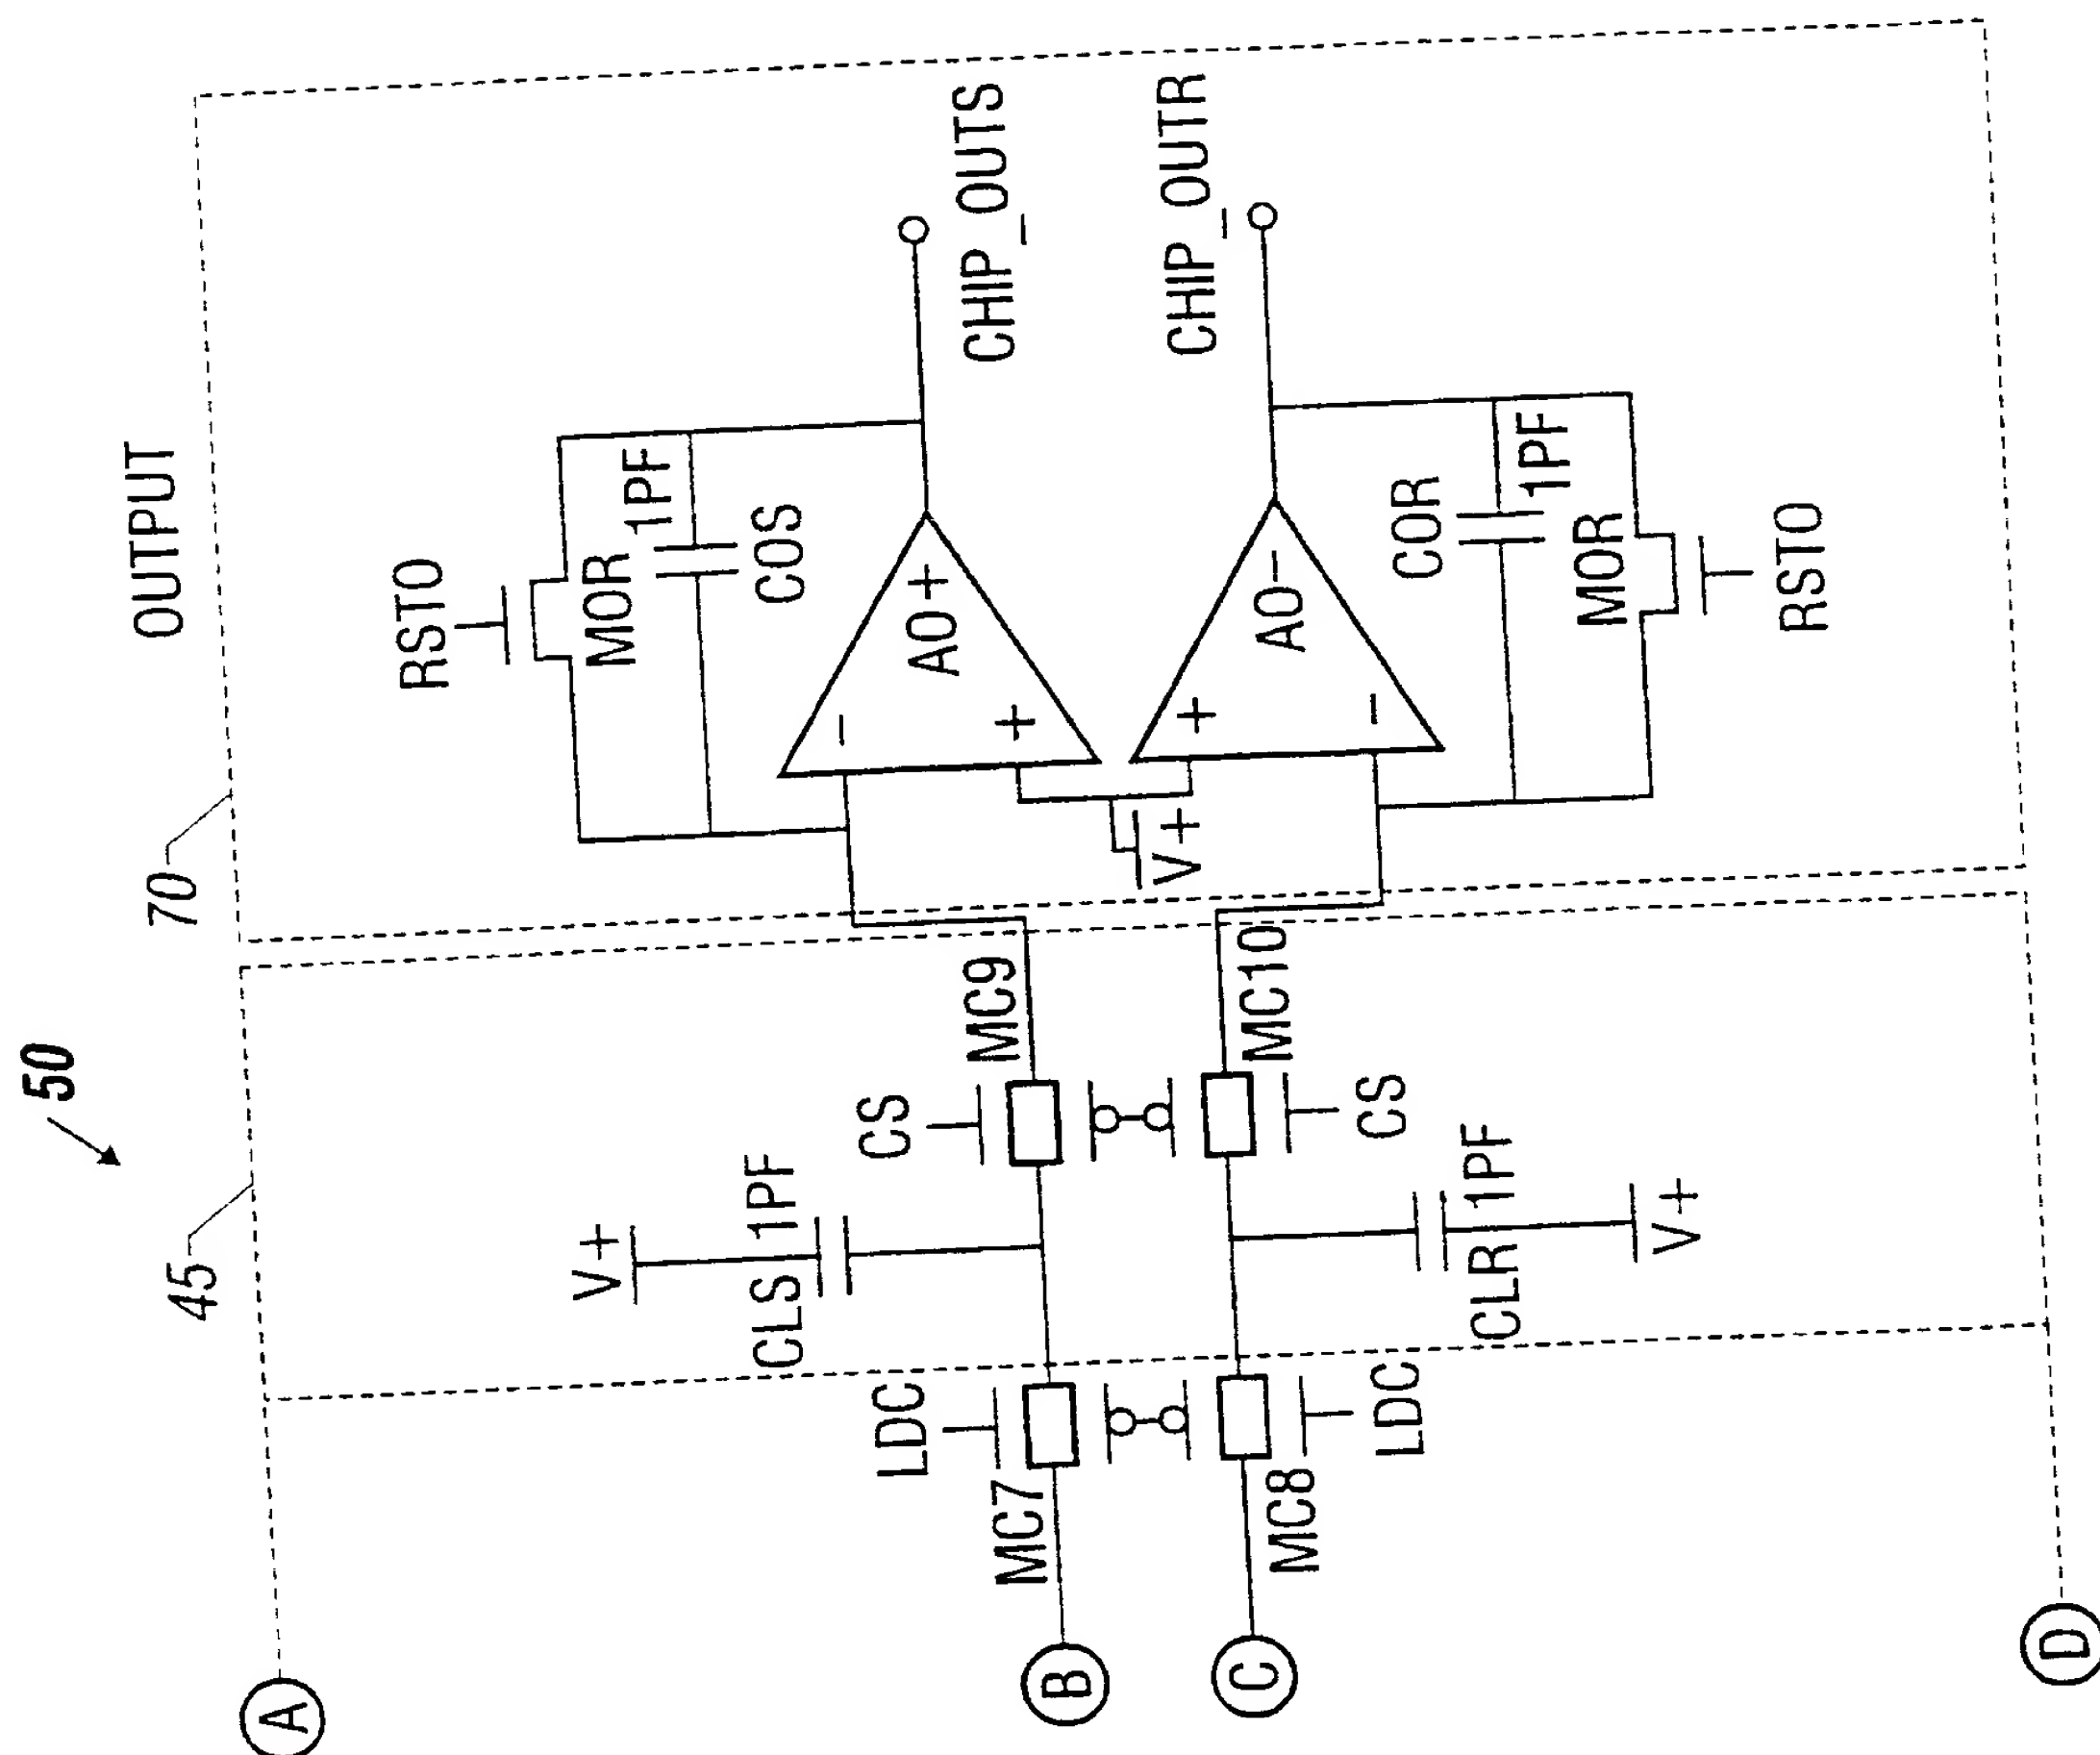 50
45
70
OUTPUT
RSTO
MOR
1PF
COS
AO+
-
+
CHIP_OUTS
V+
CLS 1PF
CS
MC9
LDC
MC7
A
B
V+
CHIP_OUTR
AO-
+
-
COR
1PF
MOR
RSTO
MC10
CS
CLR 1PF
V+
MC8
LDC
C
D